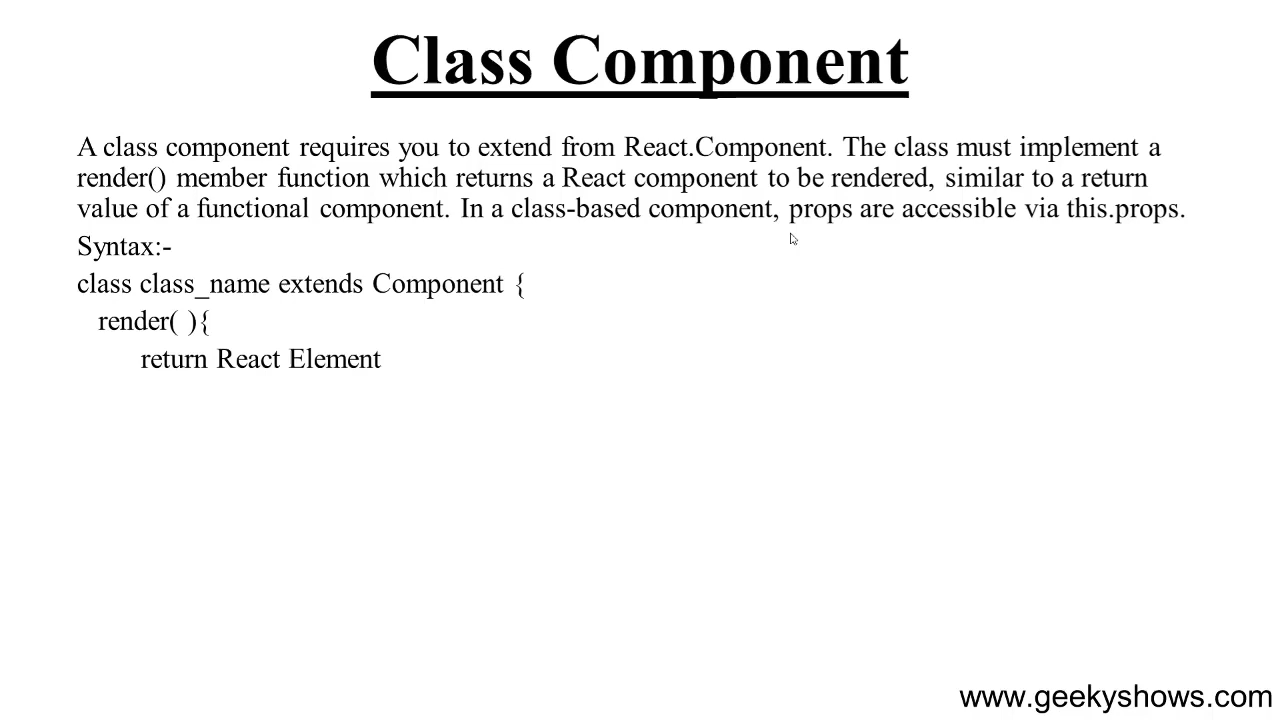 Class Component
A class component requires you to extend from React.Component. The class must implement a
render() member function which returns a React component to be rendered, similar to a return
value of a functional component. In a class-based component, props are accessible via this.props.
Syntax:-
class class_name extends Component {
render( ){
return React Element
www.geekyshows.com